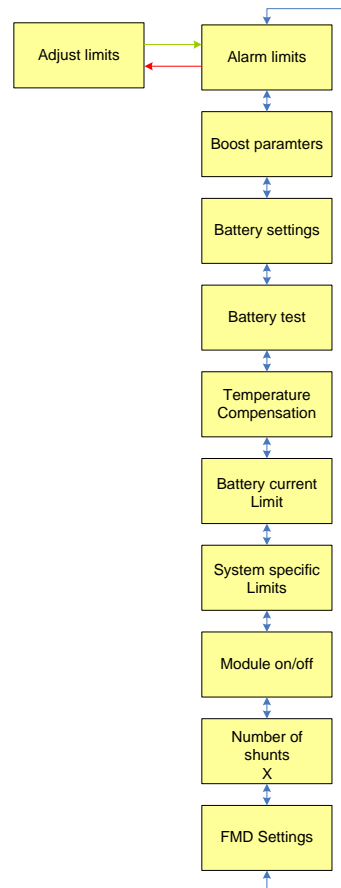 Adjust limits
Alarm limits
Boost paramters
Battery settings
Battery test
Temperature
Compensation
Battery current
Limit
System specific
Limits
Module on/off
Number of
shunts
X
FMD Settings